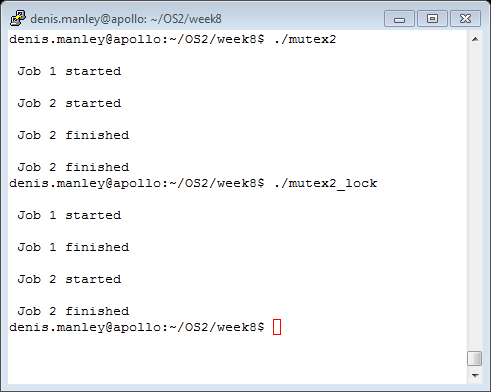 denis.manley@apollo: ~/OS2/week8
denis.manley@apollo:~/OS2/week8$ ./mutex2
Job 1 started
Job 2 started
Job 2 finished
Job 2 finished
denis.manley@apollo:~/OS2/week8$ ./mutex2_lock
Job 1 started
Job 1 finished
Job 2 started
Job 2 finished
denis.manley@apollo:~/OS2/week8$